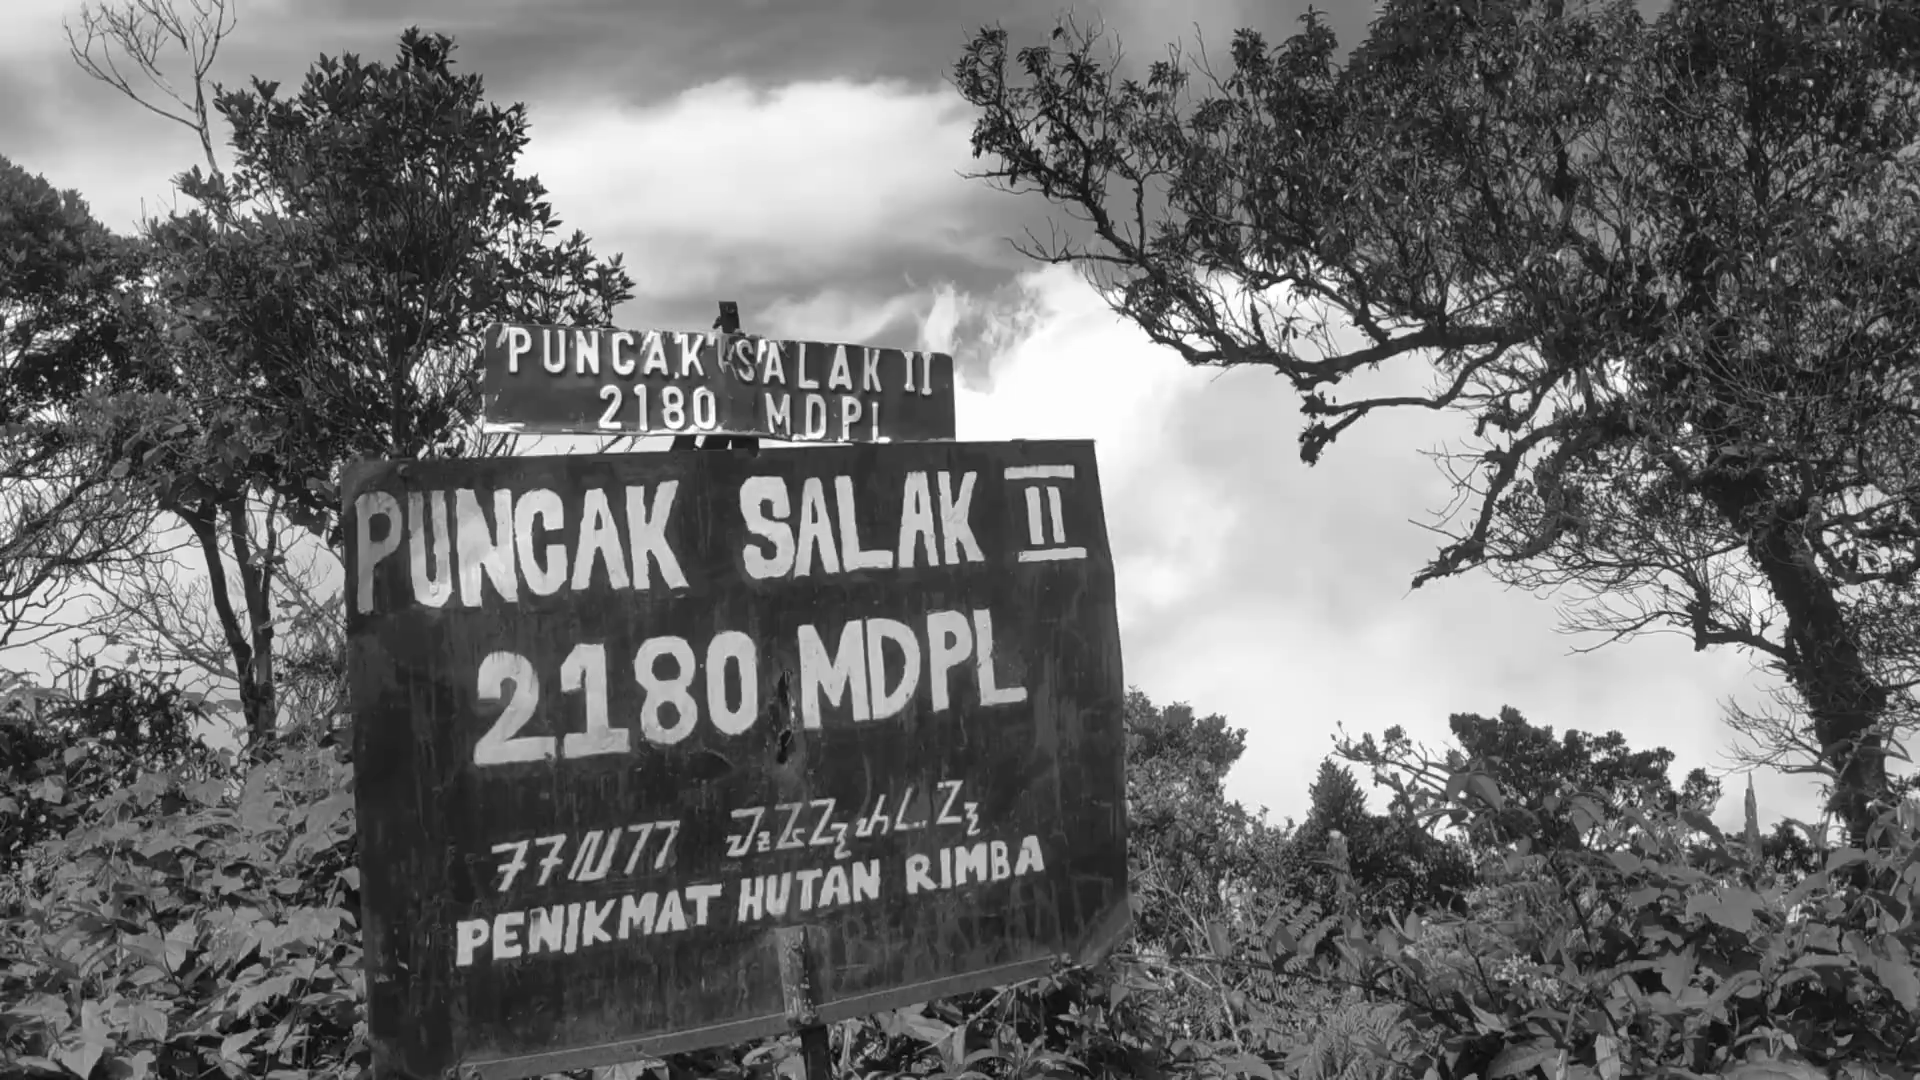 PUNCAK SALAK II
2180 MDPL
PUNCAK SALAK II
2180 MDPL
PENIKMAT HUTAN RIMBA